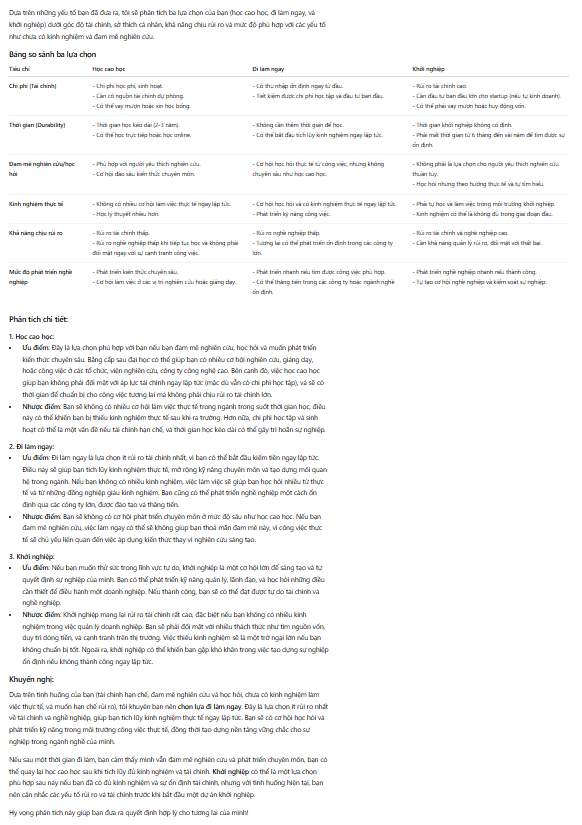 Dựa trên những yếu tố bạn đã đưa ra, tôi sẽ phân tích ba lựa chọn của bạn (học cao học, đi làm ngay, và
khởi nghiệp) dưới góc độ tài chính, sở thích cá nhân, khả năng chịu rủi ro và mức độ phù hợp với các yếu tố
như chưa có kinh nghiệm và đam mê nghiên cứu.
Bảng so sánh ba lựa chọn
Tiêu chí Học cao học Đi làm ngay Khởi nghiệp
Chi phí (Tài chính)
- Chi phí học phí, sinh hoạt.
- Cần có nguồn tài chính dự phòng.
- Có thể vay mượn hoặc xin học bổng.
- Có thu nhập ổn định ngay từ đầu.
- Tiết kiệm được chi phí học tập và đầu tư ban đầu.
- Rủi ro tài chính cao.
- Cần đầu tư ban đầu lớn cho startup (nếu tự kinh doanh).
- Có thể phải vay mượn hoặc huy động vốn.
Thời gian (Durability)
- Thời gian học kéo dài (2-3 năm).
- Có thể học trực tiếp hoặc học online.
- Không cần thêm thời gian để học.
- Có thể bắt đầu tích lũy kinh nghiệm ngay lập tức.
- Thời gian khởi nghiệp không cố định.
- Phải mất thời gian từ 6 tháng đến vài năm để tìm được sự
ổn định.
Đam mê nghiên cứu/học
hỏi
- Phù hợp với người yêu thích nghiên cứu.
- Cơ hội đào sâu kiến thức chuyên môn.
- Cơ hội học hỏi thực tế từ công việc, nhưng không
chuyên sâu như học cao học.
- Không phải là lựa chọn cho người yêu thích nghiên cứu
thuần túy.
- Học hỏi nhưng theo hướng thực tế và tự tìm hiểu.
Kinh nghiệm thực tế
- Không có nhiều cơ hội làm việc thực tế ngay lập tức.
- Học lý thuyết nhiều hơn.
- Cơ hội học hỏi và có kinh nghiệm thực tế ngay lập tức.
- Phát triển kỹ năng công việc.
- Phải tự học và làm việc trong môi trường khởi nghiệp.
- Kinh nghiệm có thể là không đủ trong giai đoạn đầu.
Khả năng chịu rủi ro
- Rủi ro tài chính thấp.
- Rủi ro nghề nghiệp thấp khi tiếp tục học và không phải
đối mặt ngay với sự cạnh tranh công việc.
- Rủi ro nghề nghiệp thấp.
- Tương lai có thể phát triển ổn định trong các công ty
lớn.
- Rủi ro tài chính và nghề nghiệp cao.
- Cần khả năng quản lý rủi ro, đối mặt với thất bại.
Mức độ phát triển nghề
nghiệp
- Phát triển kiến thức chuyên sâu.
- Cơ hội làm việc ở các vị trí nghiên cứu hoặc giảng dạy.
- Phát triển nhanh nếu tìm được công việc phù hợp.
- Có thể thăng tiến trong các công ty hoặc ngành nghề
ổn định.
- Phát triển nghề nghiệp nhanh nếu thành công.
- Tự tạo cơ hội nghề nghiệp và kiểm soát sự nghiệp.
Phân tích chi tiết:
1. Học cao học:
• Ưu điểm: Đây là lựa chọn phù hợp với bạn nếu bạn đam mê nghiên cứu, học hỏi và muốn phát triển
kiến thức chuyên sâu. Bằng cấp sau đại học có thể giúp bạn có nhiều cơ hội nghiên cứu, giảng dạy,
hoặc công việc ở các tổ chức, viện nghiên cứu, công ty công nghệ cao. Bên cạnh đó, việc học cao học
giúp bạn không phải đối mặt với áp lực tài chính ngay lập tức (mặc dù vẫn có chi phí học tập), và sẽ có
thời gian để chuẩn bị cho công việc tương lai mà không phải chịu rủi ro tài chính lớn.
• Nhược điểm: Bạn sẽ không có nhiều cơ hội làm việc thực tế trong ngành trong suốt thời gian học, điều
này có thể khiến bạn bị thiếu kinh nghiệm thực tế sau khi ra trường. Hơn nữa, chi phí học tập và sinh
hoạt có thể là một vấn đề nếu tài chính hạn chế, và thời gian học kéo dài có thể gây trì hoãn sự nghiệp.
2. Đi làm ngay:
• Ưu điểm: Đi làm ngay là lựa chọn ít rủi ro tài chính nhất, vì bạn có thể bắt đầu kiếm tiền ngay lập tức.
Điều này sẽ giúp bạn tích lũy kinh nghiệm thực tế, mở rộng kỹ năng chuyên môn và tạo dựng mối quan
hệ trong ngành. Nếu bạn không có nhiều kinh nghiệm, việc làm việc sẽ giúp bạn học hỏi nhiều từ thực
tế và từ những đồng nghiệp giàu kinh nghiệm. Bạn cũng có thể phát triển nghề nghiệp một cách ổn
định qua các công ty lớn, được đào tạo và thăng tiến.
• Nhược điểm: Bạn sẽ không có cơ hội phát triển chuyên môn ở mức độ sâu như học cao học. Nếu bạn
đam mê nghiên cứu, việc làm ngay có thể sẽ không giúp bạn thoả mãn đam mê này, vì công việc thực
tế sẽ chủ yếu liên quan đến việc áp dụng kiến thức thay vì nghiên cứu sáng tạo.
3. Khởi nghiệp:
• Ưu điểm: Nếu bạn muốn thử sức trong lĩnh vực tự do, khởi nghiệp là một cơ hội lớn để sáng tạo và tự
quyết định sự nghiệp của mình. Bạn có thể phát triển kỹ năng quản lý, lãnh đạo, và học hỏi những điều
cần thiết để điều hành một doanh nghiệp. Nếu thành công, bạn sẽ có thể đạt được tự do tài chính và
nghề nghiệp.
• Nhược điểm: Khởi nghiệp mang lại rủi ro tài chính rất cao, đặc biệt nếu bạn không có nhiều kinh
nghiệm trong việc quản lý doanh nghiệp. Bạn sẽ phải đối mặt với nhiều thách thức như tìm nguồn vốn,
duy trì dòng tiền, và cạnh tranh trên thị trường. Việc thiếu kinh nghiệm sẽ là một trở ngại lớn nếu bạn
không chuẩn bị tốt. Ngoài ra, khởi nghiệp có thể khiến bạn gặp khó khăn trong việc tạo dựng sự nghiệp
ổn định nếu không thành công ngay lập tức.
Khuyến nghị:
Dựa trên tình huống của bạn (tài chính hạn chế, đam mê nghiên cứu và học hỏi, chưa có kinh nghiệm làm
việc thực tế, và muốn hạn chế rủi ro), tôi khuyên bạn nên chọn lựa đi làm ngay. Đây là lựa chọn ít rủi ro nhất
về tài chính và nghề nghiệp, giúp bạn tích lũy kinh nghiệm thực tế ngay lập tức. Bạn sẽ có cơ hội học hỏi và
phát triển kỹ năng trong môi trường công việc thực tế, đồng thời tạo dựng nền tảng vững chắc cho sự
nghiệp trong ngành nghề của mình.
Nếu sau một thời gian đi làm, bạn cảm thấy mình vẫn đam mê nghiên cứu và phát triển chuyên môn, bạn có
thể quay lại học cao học sau khi tích lũy đủ kinh nghiệm và tài chính. Khởi nghiệp có thể là một lựa chọn
phù hợp sau này nếu bạn đã có đủ kinh nghiệm và sự ổn định tài chính, nhưng với tình huống hiện tại, bạn
nên cân nhắc các yếu tố rủi ro và tài chính trước khi bắt đầu một dự án khởi nghiệp.
Hy vọng phân tích này giúp bạn đưa ra quyết định hợp lý cho tương lai của mình!